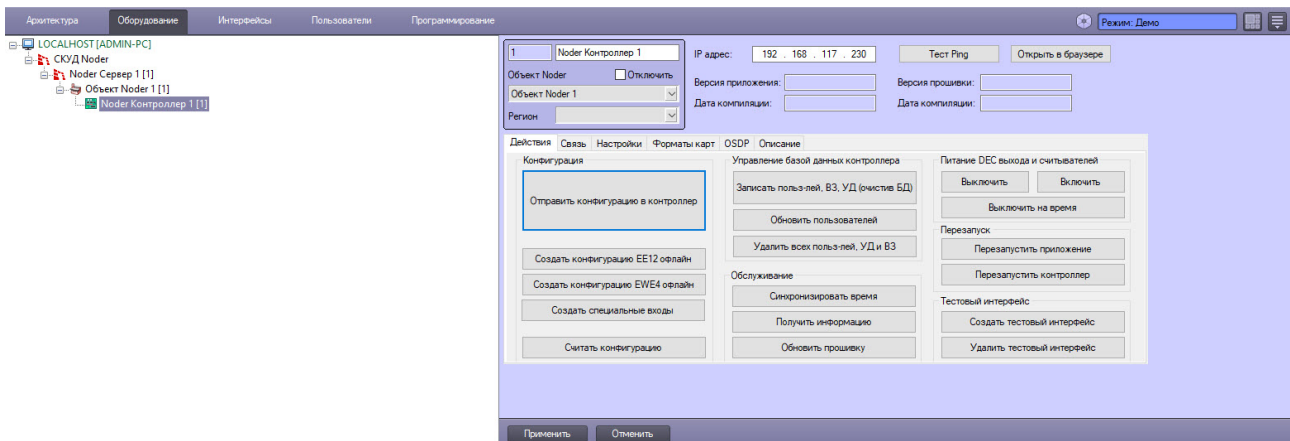 Архитектура Оборудование Интерфейсы Пользователи Программирование Режим: Демо
LOCALHOST [ADMIN-PC]
СКУД Noder
Noder Сервер 1 [1]
Объект Noder 1 [1]
Noder Контроллер 1 [1]
1 Noder Контроллер 1
Объект Noder Отключить
Объект Noder 1
Регион
IP адрес: 192 . 168 . 117 . 230 Тест Ping Открыть в браузере
Версия приложения: Версия прошивки:
Дата компиляции: Дата компиляции:
Действия Связь Настройки Форматы карт OSDP Описание
Конфигурация
Отправить конфигурацию в контроллер
Создать конфигурацию EE12 офлайн
Создать конфигурацию EWE4 офлайн
Создать специальные входы
Считать конфигурацию
Управление базой данных контроллера
Записать польз-лей, ВЗ, УД (очистив БД)
Обновить пользователей
Удалить всех польз-лей, УД и ВЗ
Обслуживание
Синхронизировать время
Получить информацию
Обновить прошивку
Питание DEC выхода и считывателей
Выключить Включить
Выключить на время
Перезапуск
Перезапустить приложение
Перезапустить контроллер
Тестовый интерфейс
Создать тестовый интерфейс
Удалить тестовый интерфейс
Применить Отменить